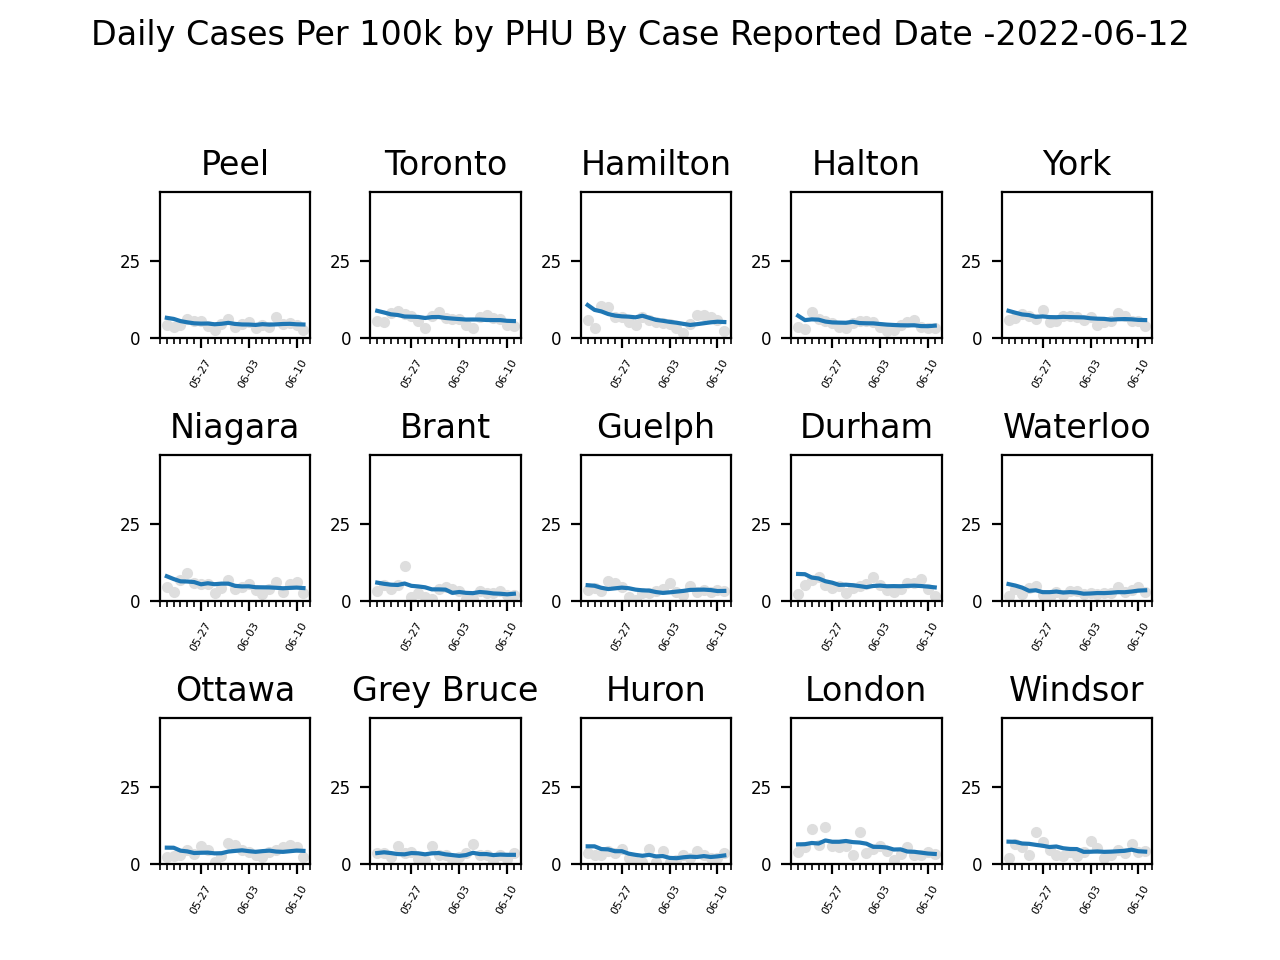 Daily Cases Per 100k by PHU By Case Reported Date -2022-06-12
Peel Toronto Hamilton Halton York
25 25 25 25 25
0 0 0 0 0
05-27 06-03 06-10 05-27 06-03 06-10 05-27 06-03 06-10 05-27 06-03 06-10 05-27 06-03 06-10
Niagara Brant Guelph Durham Waterloo
25 25 25 25 25
0 0 0 0 0
05-27 06-03 06-10 05-27 06-03 06-10 05-27 06-03 06-10 05-27 06-03 06-10 05-27 06-03 06-10
Ottawa Grey Bruce Huron London Windsor
25 25 25 25 25
0 0 0 0 0
05-27 06-03 06-10 05-27 06-03 06-10 05-27 06-03 06-10 05-27 06-03 06-10 05-27 06-03 06-10